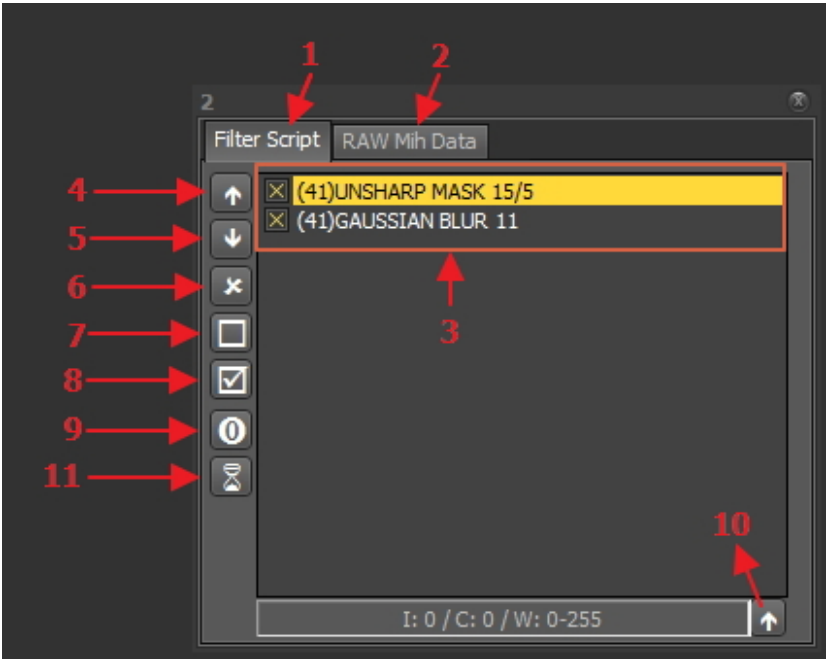 1
2
2
Filter Script
RAW Mih Data
4
(41)UNSHARP MASK 15/5
(41)GAUSSIAN BLUR 11
5
6
3
7
8
9
11
10
I: 0 / C: 0 / W: 0-255